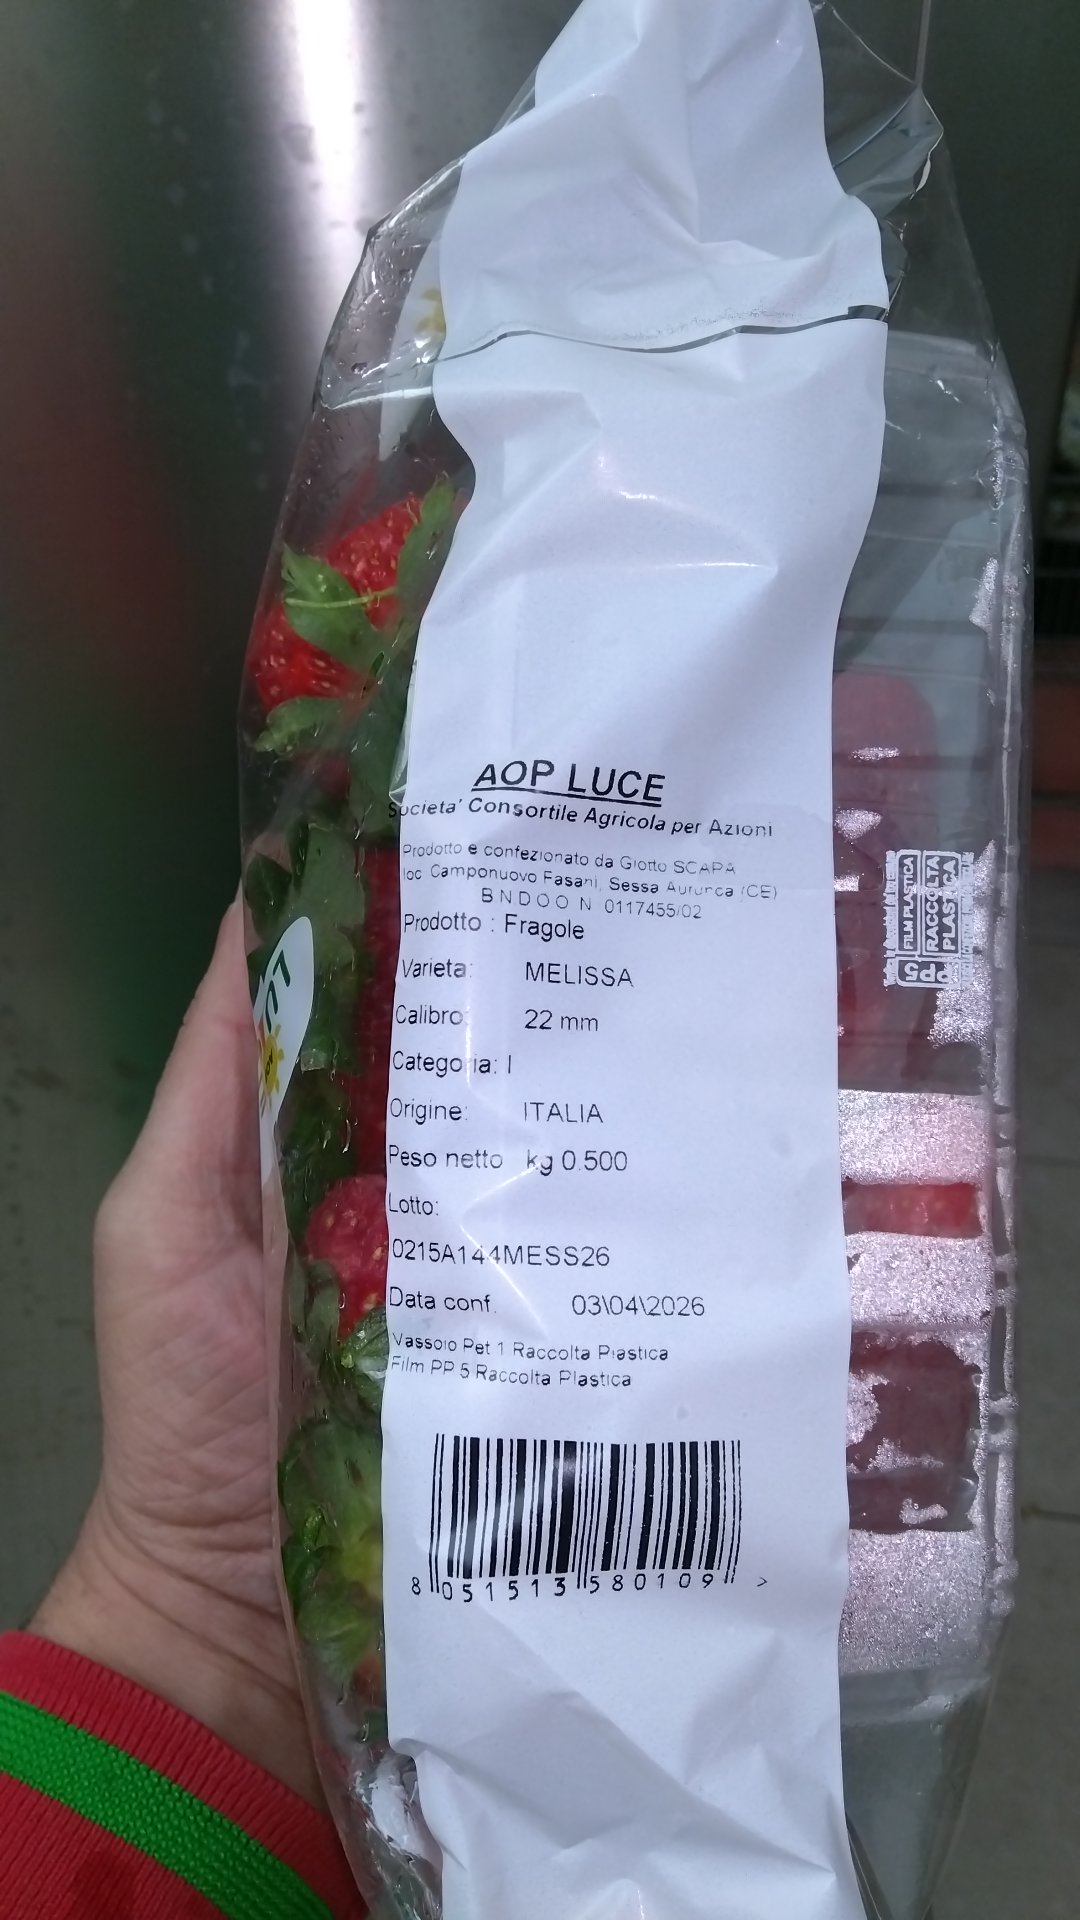 AOP LUCE
Societa' Consortile Agricola per Azioni
Prodotto e confezionato da Giotto SCAPA
loc Camponuovo Fasani, Sessa Aurunca (CE)
BNDOO N 0117455/02
Prodotto : Fragole
Varieta: MELISSA
Calibro: 22 mm
Categoria: I
Origine: ITALIA
Peso netto kg 0.500
Lotto:
0215A144MESS26
Data conf. 03\04\2026
Vassoio Pet 1 Raccolta Plastica
Film PP 5 Raccolta Plastica
8 051513 580109 >
PP5
FILM PLASTICA
RACCOLTA
PLASTICA
LU